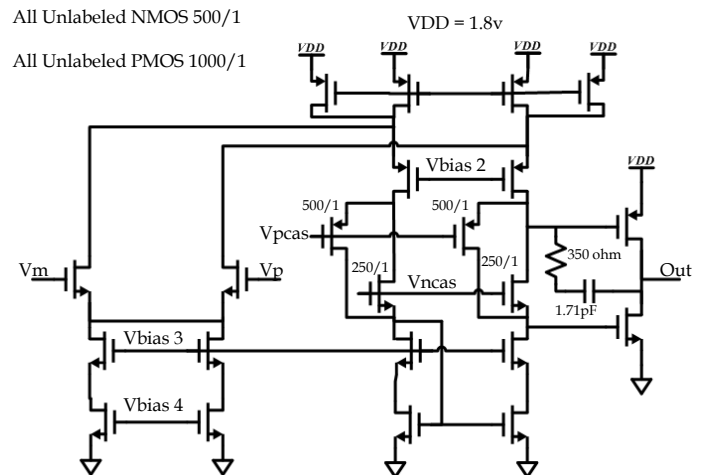 All Unlabeled NMOS 500/1
VDD = 1.8v
All Unlabeled PMOS 1000/1
VDD
VDD
VDD
VDD
Vbias 2
VDD
500/1
500/1
Vpcas
350 ohm
250/1
250/1
Vm
Vp
Vncas
Out
1.71pF
Vbias 3
Vbias 4